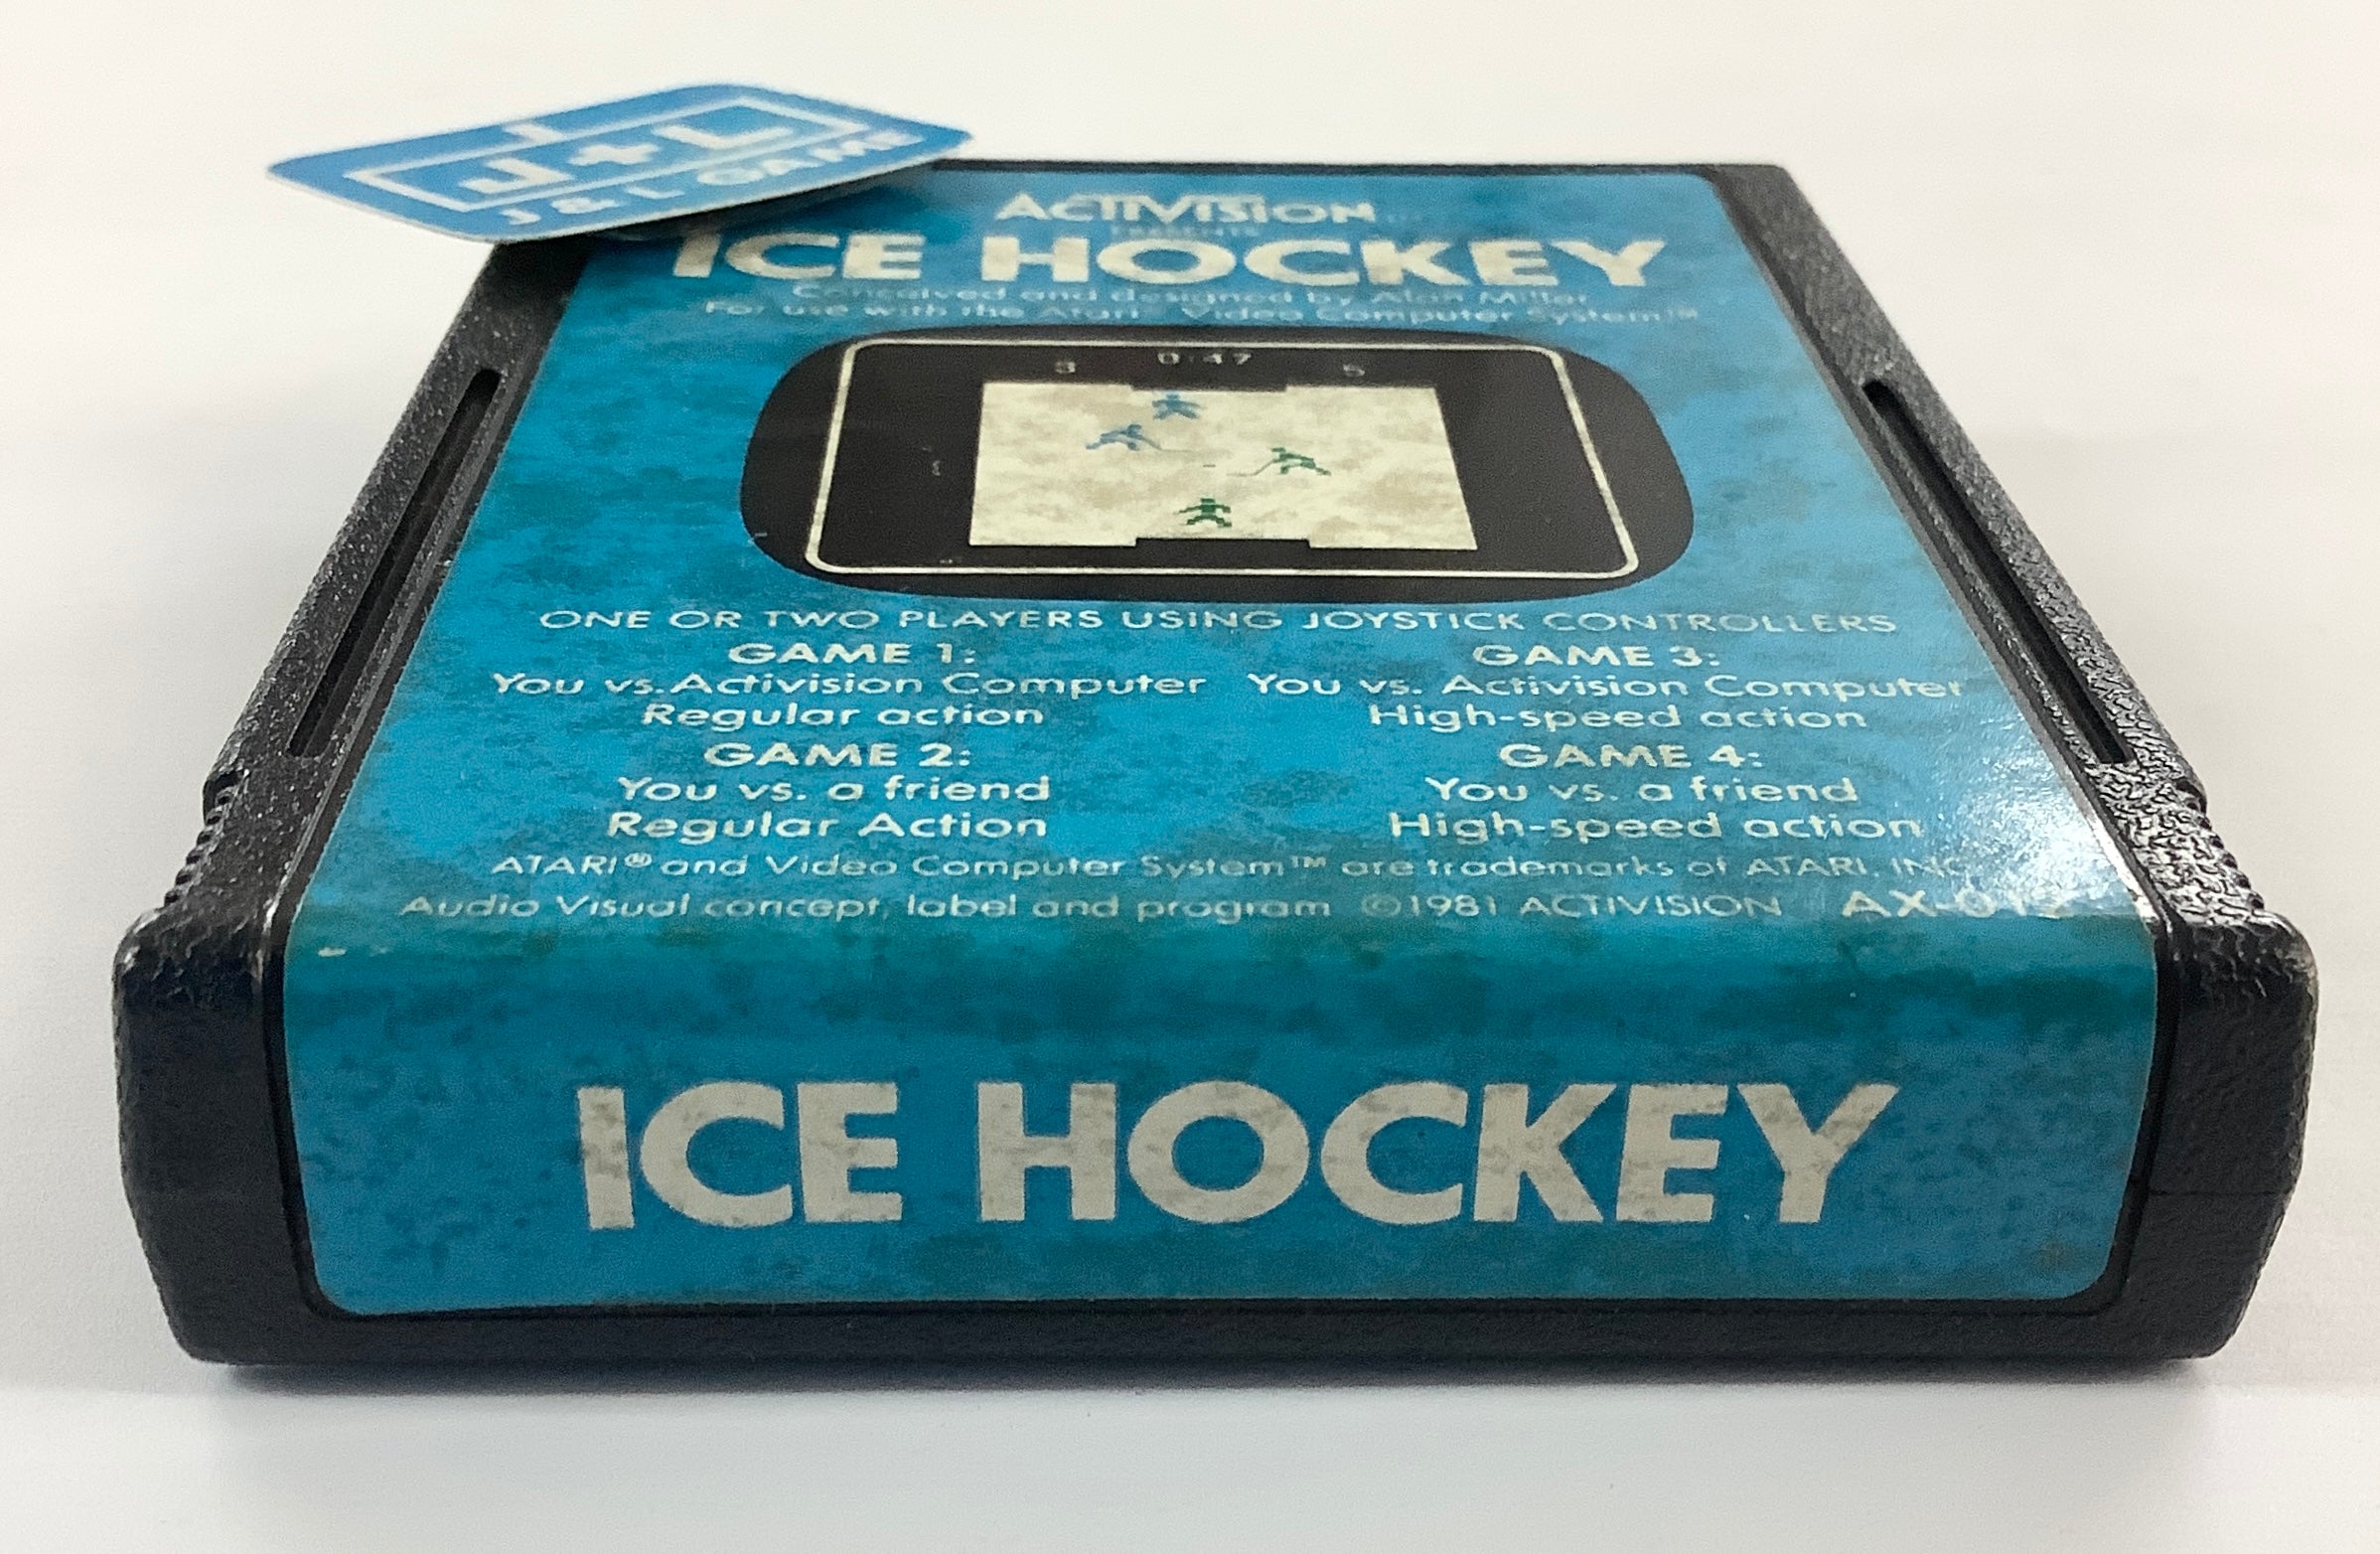 J+L
J & L GAME
ACTIVISION
PRESENTS
ICE HOCKEY
Conceived and designed by Alan Miller
For use with the Atari Video Computer System™
3 0:47 5
ONE OR TWO PLAYERS USING JOYSTICK CONTROLLERS
GAME 1:
You vs. Activision Computer
Regular action
GAME 2:
You vs. a friend
Regular Action
GAME 3:
You vs. Activision Computer
High-speed action
GAME 4:
You vs. a friend
High-speed action
ATARI® and Video Computer System™ are trademarks of ATARI, INC.
Audio Visual concept, label and program ©1981 ACTIVISION
ICE HOCKEY